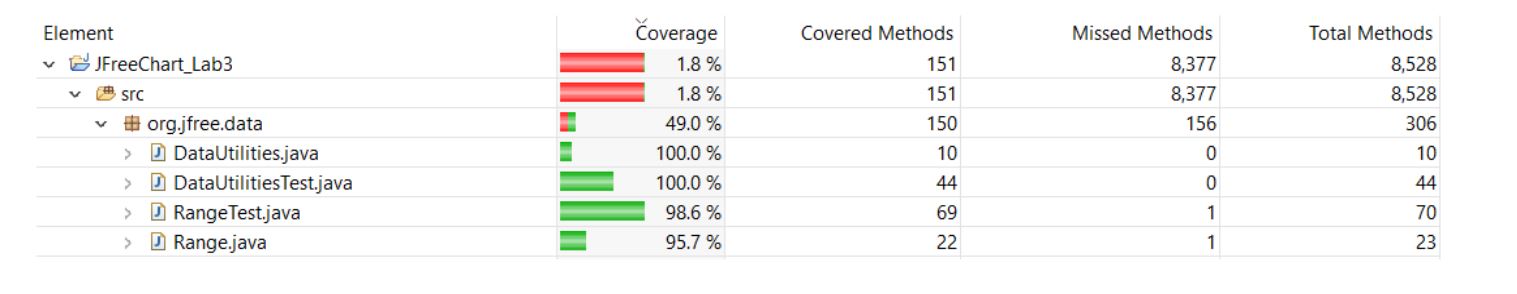 Element Coverage Covered Methods Missed Methods Total Methods
JFreeChart_Lab3 1.8 % 151 8,377 8,528
src 1.8 % 151 8,377 8,528
org.jfree.data 49.0 % 150 156 306
DataUtilities.java 100.0 % 10 0 10
DataUtilitiesTest.java 100.0 % 44 0 44
RangeTest.java 98.6 % 69 1 70
Range.java 95.7 % 22 1 23